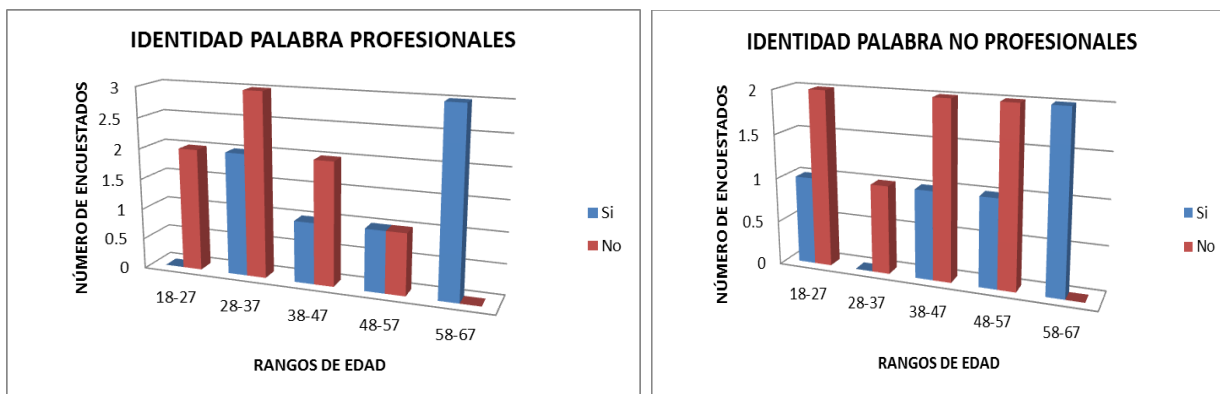 IDENTIDAD PALABRA PROFESIONALES
NÚMERO DE ENCUESTADOS
3
2.5
2
1.5
1
0.5
0
18-27
28-37
38-47
48-57
58-67
RANGOS DE EDAD
Si
No
IDENTIDAD PALABRA NO PROFESIONALES
NÚMERO DE ENCUESTADOS
2
1.5
1
0.5
0
18-27
28-37
38-47
48-57
58-67
RANGOS DE EDAD
Si
No